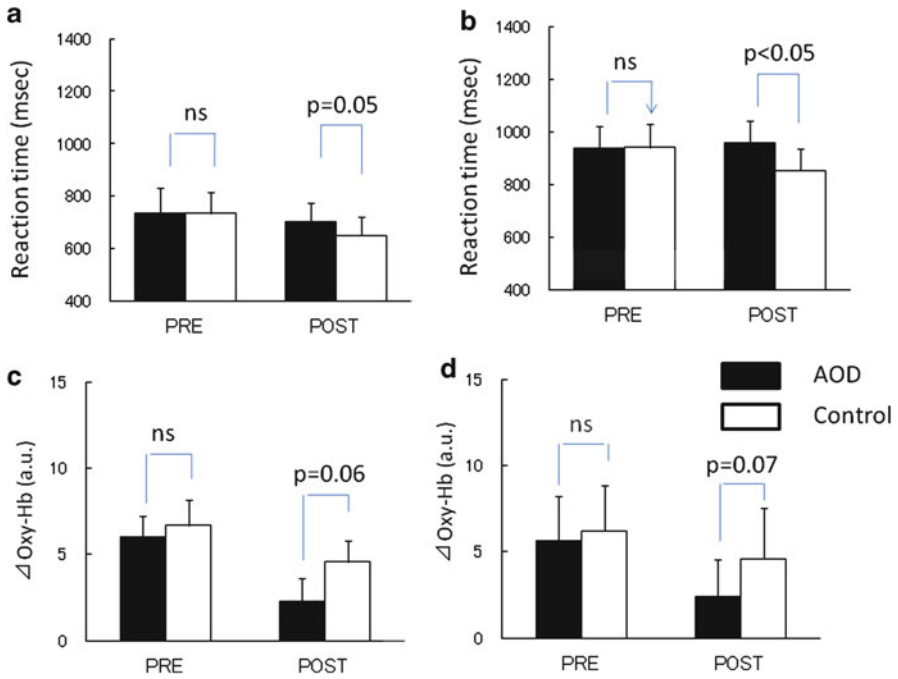 a
Reaction time (msec)
1400
1200
1000
800
600
400
ns
p=0.05
PRE
POST
b
Reaction time (msec)
1400
1200
1000
800
600
400
ns
p<0.05
PRE
POST
c
⊿Oxy-Hb (a.u.)
15
10
5
0
ns
p=0.06
PRE
POST
d
⊿Oxy-Hb (a.u.)
15
10
5
0
ns
p=0.07
PRE
POST
AOD
Control